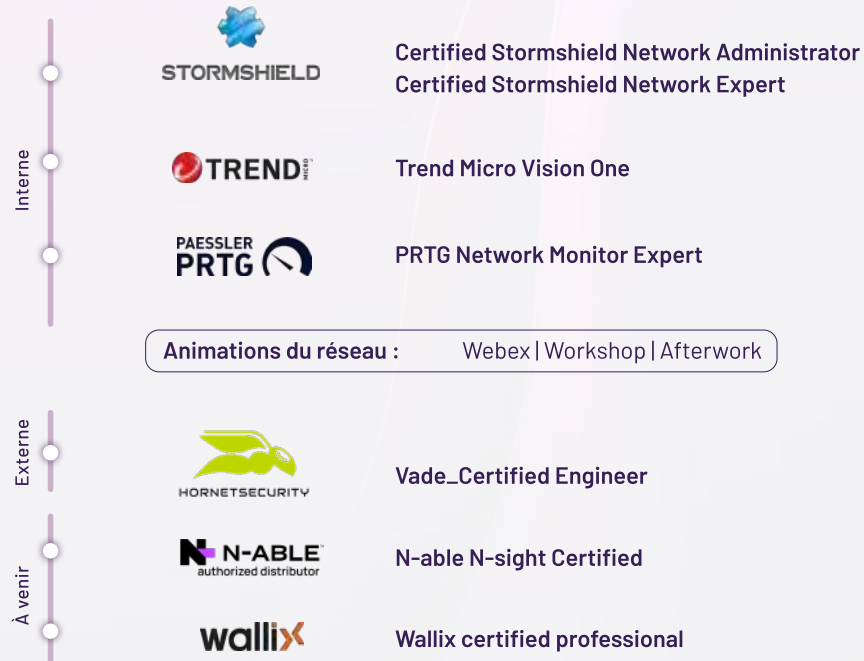 STORMSHIELD
Certified Stormshield Network Administrator
Certified Stormshield Network Expert
Interne
TREND MICRO™
Trend Micro Vision One
PAESSLER
PRTG
PRTG Network Monitor Expert
Animations du réseau : Webex | Workshop | Afterwork
Externe
HORNETSECURITY
Vade_Certified Engineer
À venir
N-ABLE™
authorized distributor
N-able N-sight Certified
wallix
Wallix certified professional